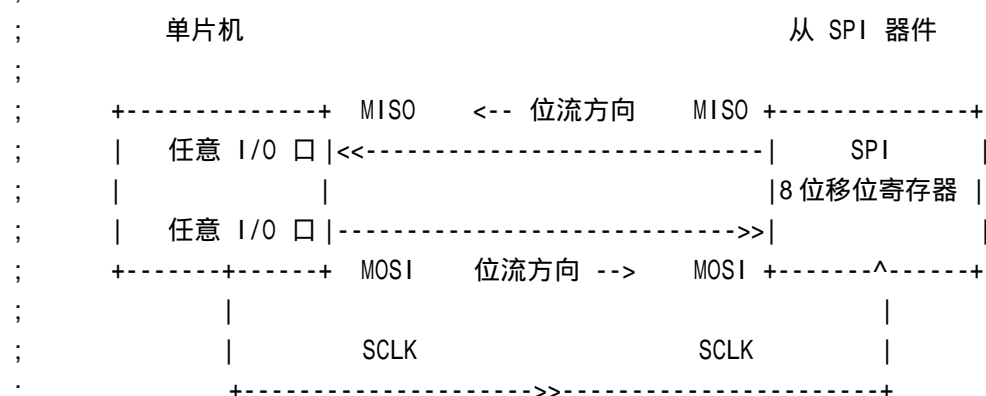 ;         单片机                                   从 SPI 器件
;
;      +--------------+  MISO    <-- 位流方向    MISO +--------------+
;      |   任意 I/O 口 |<<-----------------------------|     SPI      |
;      |              |                               |8 位移位寄存器 |
;      |   任意 I/O 口 |----------------------------->>|              |
;      +-------+------+  MOSI    位流方向 -->    MOSI +-------^------+
;              |                                              |
;              |         SCLK                    SCLK         |
+--------------------->>-----------------------+